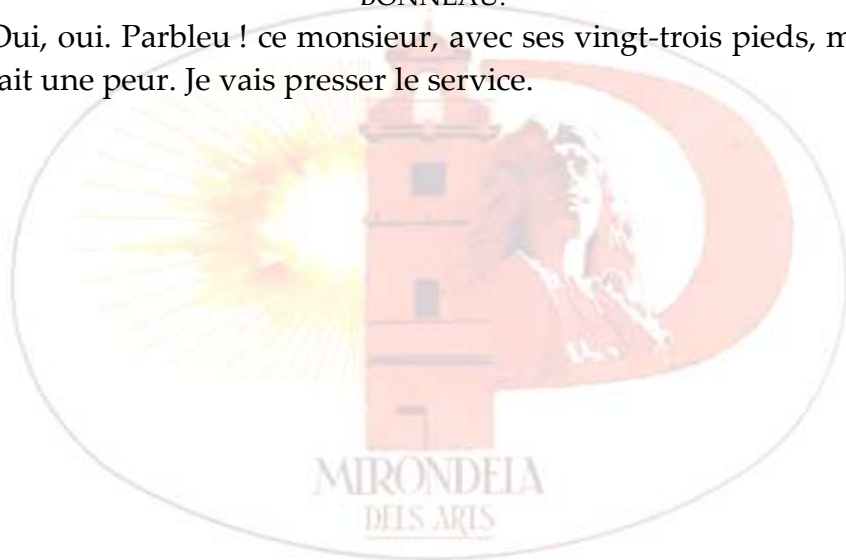 BONNEAU.
Oui, oui. Parbleu ! ce monsieur, avec ses vingt-trois pieds, m
ait une peur. Je vais presser le service.
MIRONDELA
DELS ARTS